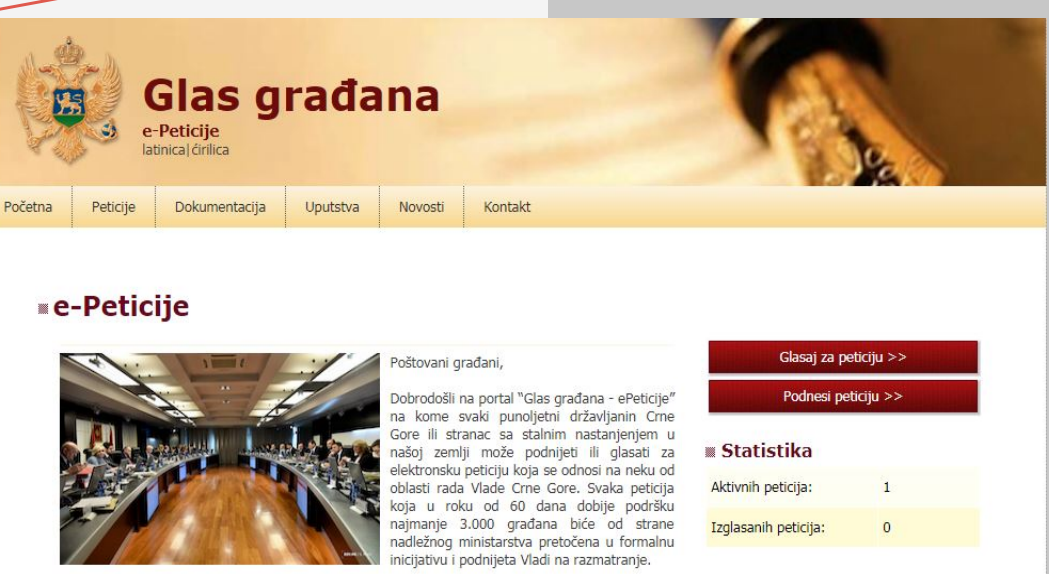 Glas građana
e-Peticije
latinica|ćirilica
Početna
Peticije
Dokumentacija
Uputstva
Novosti
Kontakt
e-Peticije
Poštovani građani,
Dobrodošli na portal "Glas građana - ePeticije"
na kome svaki punoljetni državljanin Crne
Gore ili stranac sa stalnim nastanjenjem u
našoj zemlji može podnijeti ili glasati za
elektronsku peticiju koja se odnosi na neku od
oblasti rada Vlade Crne Gore. Svaka peticija
koja u roku od 60 dana dobije podršku
najmanje 3.000 građana biće od strane
nadležnog ministarstva pretočena u formalnu
inicijativu i podnijeta Vladi na razmatranje.
Glasaj za peticiju >>
Podnesi peticiju >>
Statistika
Aktivnih peticija: 1
Izglasanih peticija: 0